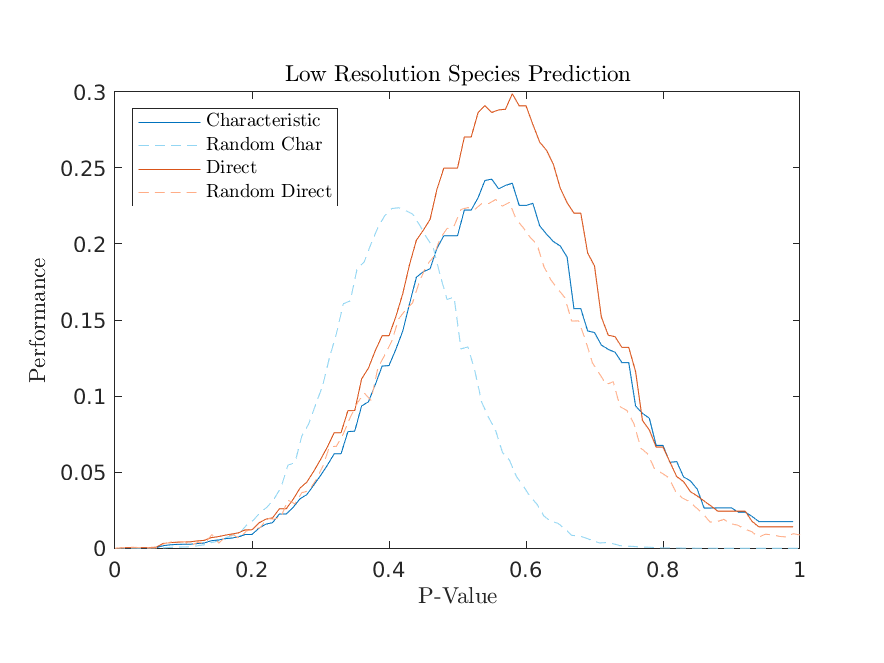 Low Resolution Species Prediction
0.3
0.25
0.2
0.15
0.1
0.05
0
Performance
Characteristic
Random Char
Direct
Random Direct
0 0.2 0.4 0.6 0.8 1
P-Value